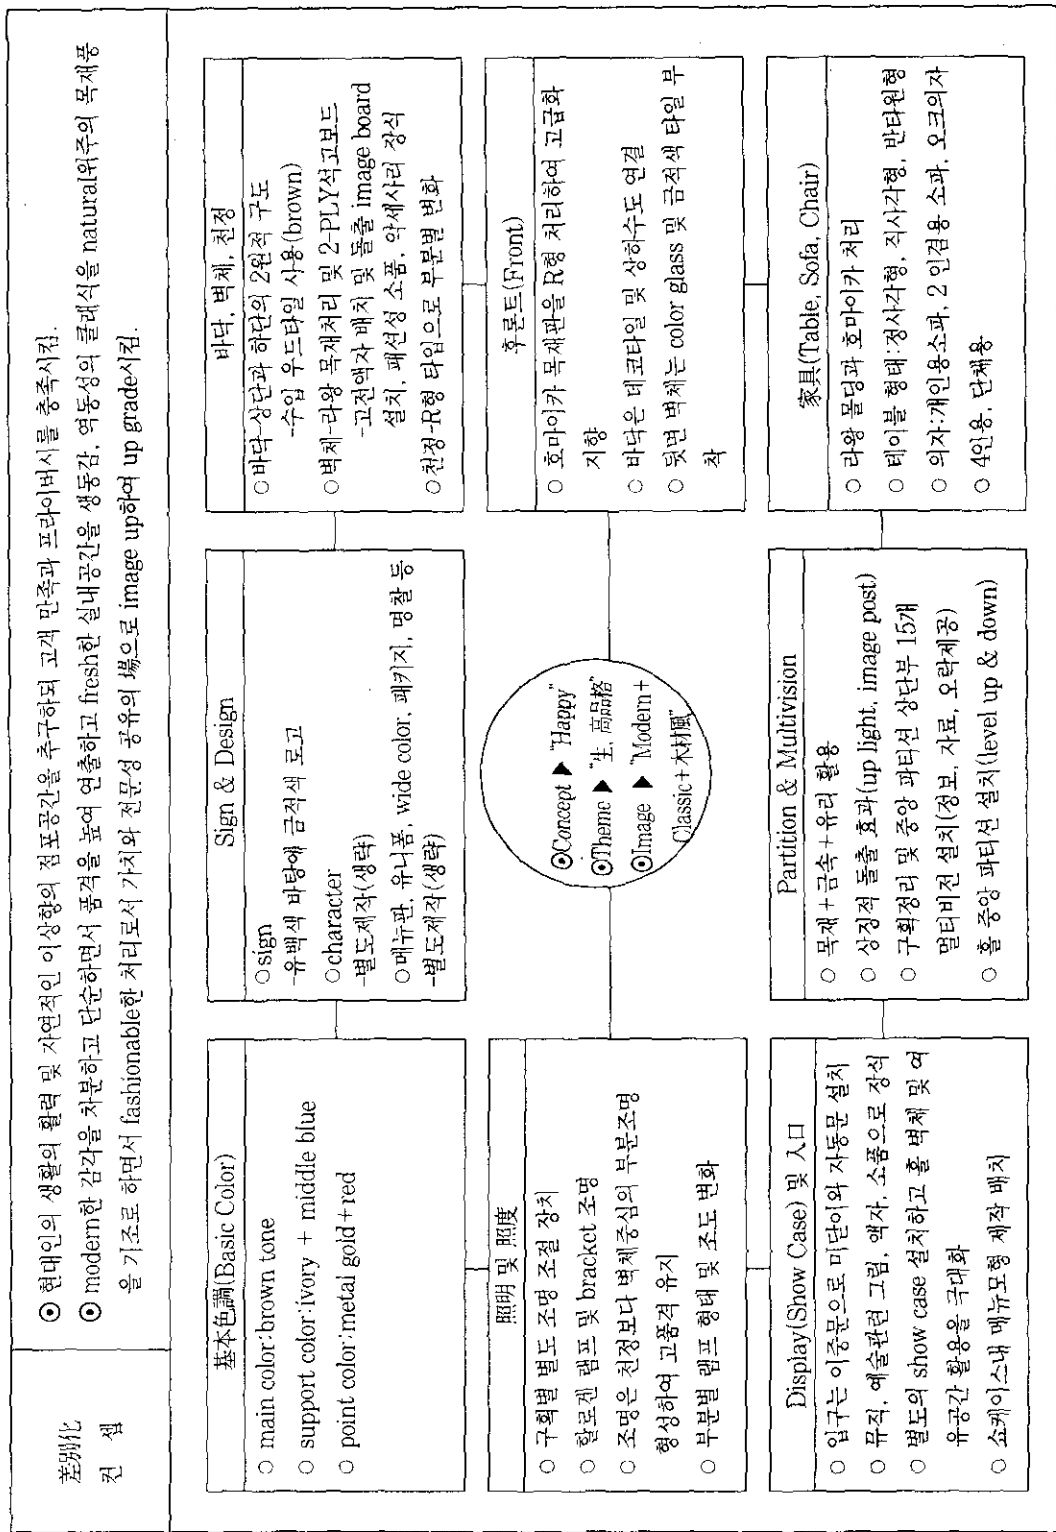 差別化
컨 셉
⊙ 현대인의 생활의 활력 및 자연적인 이상향의 점포공간을 추구하되 고객 만족과 프라이버시를 충족시킴.
⊙ modern한 감각을 차분하고 단순하면서 품격을 높여 연출하고 fresh한 실내공간을 생동감, 역동성의 클래식을 natural위주의 목재풍
을 기조로 하면서 fashionable한 처리로서 가치와 전문성 공유의 場으로 image up하여 up grade시킴.
基本色調(Basic Color)
○ main color:brown tone
○ support color:ivory + middle blue
○ point color:metal gold+red
Sign & Design
○sign
-유백색 바탕에 금적색 로고
○character
-별도제작(생략)
○메뉴판, 유니폼, wide color, 패키지, 명찰 등
-별도제작(생략)
바닥, 벽체, 천정
○바닥-상단과 하단의 2원적 구도
-수입 우드타일 사용(brown)
○벽체-라왕 목재처리 및 2-PLY석고보드
-고전액자 배치 및 돌출 image board
설치, 패션성 소품, 악세사리 장식
○천정-R형 타입으로 부분별 변화
照明 및 照度
○ 구획별 별도 조명 조절 장치
○ 할로겐 램프 및 bracket 조명
○ 조명은 천정보다 벽체중심의 부분조명
형성하여 고품격 유지
○ 부분별 램프 형태 및 조도 변화
⊙Concept ▶ "Happy"
⊙Theme ▶ "生, 高品格"
⊙Image ▶ "Modern+
Classic+木材風"
후론트(Front)
○ 호마이카 목재판을 R형 처리하여 고급화
지향
○ 바닥은 데코타일 및 상하수도 연결
○ 뒷면 벽체는 color glass 및 금적색 타일 부
착
Display(Show Case) 및 入口
○ 입구는 이중문으로 미닫이와 자동문 설치
○ 뮤직, 예술관련 그림, 액자, 소품으로 장식
○ 별도의 show case 설치하고 홀 벽체 및 여
유공간 활용을 극대화
○ 쇼케이스내 메뉴모형 제작 배치
Partition & Multivision
○ 목재+금속+유리 활용
○ 상징적 돌출 효과(up light, image post)
○ 구획정리 및 중앙 파티션 상단부 15개
멀티비전 설치(정보, 자료, 오락제공)
○ 홀 중앙 파티션 설치(level up & down)
家具(Table, Sofa, Chair)
○ 라왕 몰딩과 호마이카 처리
○ 테이블 형태:정사각형, 직사각형, 반타원형
○ 의자:개인용소파, 2인겸용 소파, 오크의자
○ 4인용, 단체용